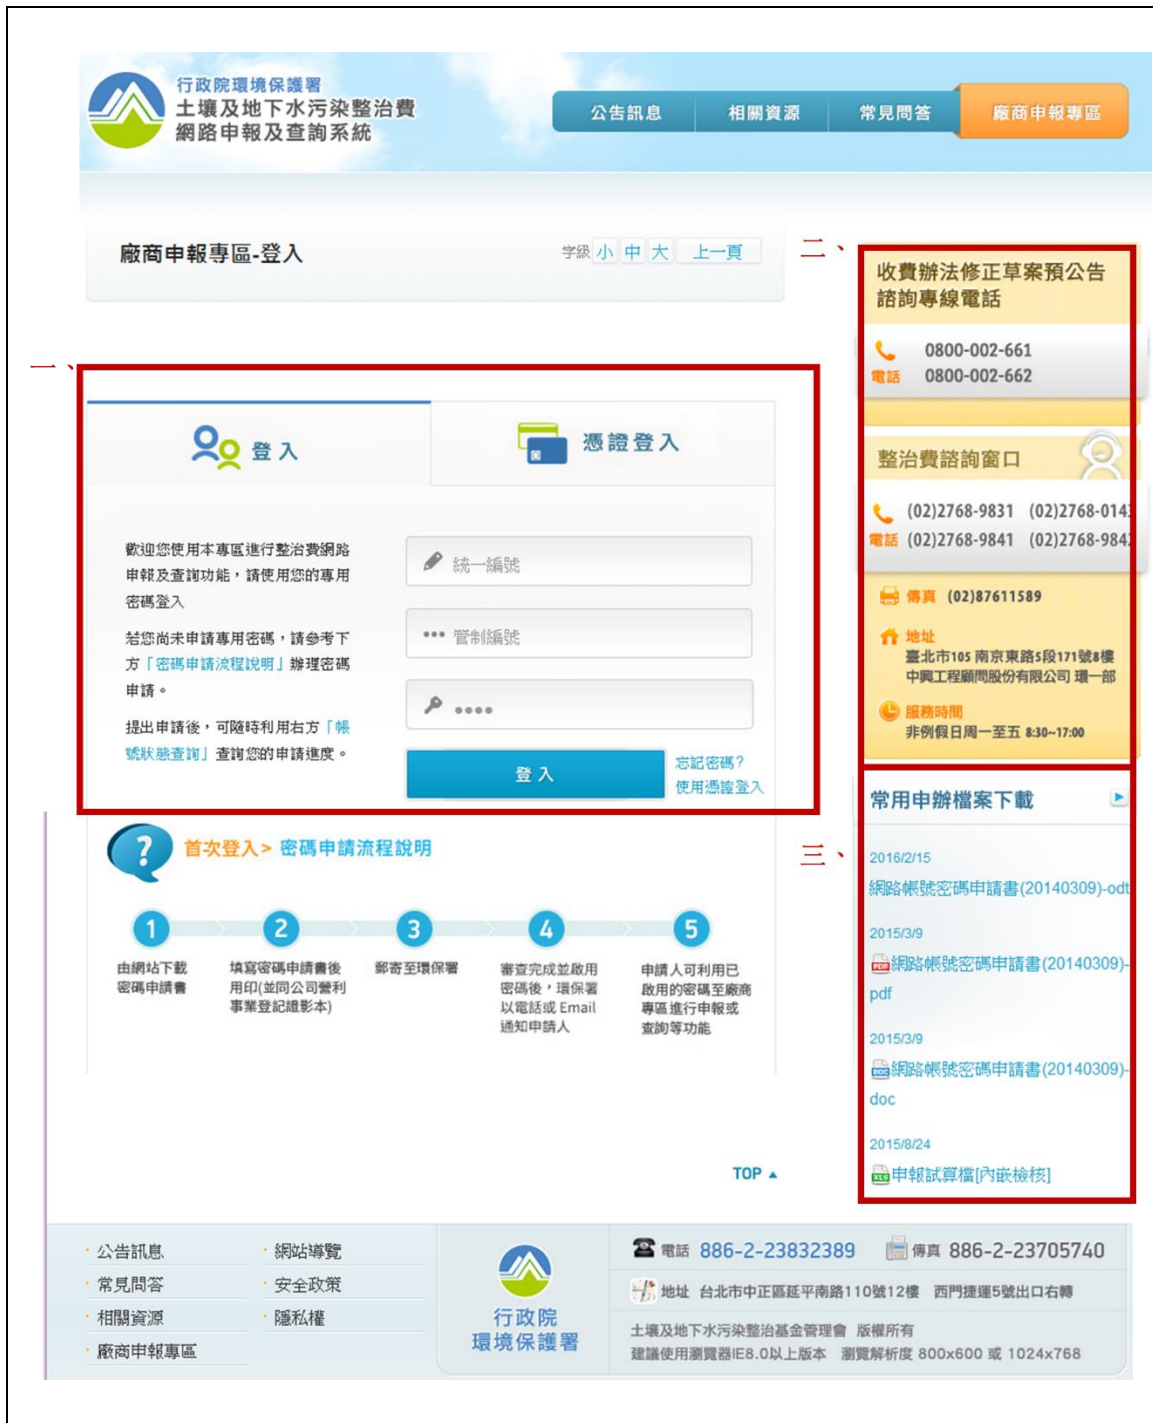 行政院環境保護署
土壤及地下水污染整治費
網路申報及查詢系統
公告訊息 相關資源 常見問答 廠商申報專區
廠商申報專區-登入
字級 小 中 大 上一頁
二、
收費辦法修正草案預公告
諮詢專線電話
0800-002-661
電話 0800-002-662
一、
登入
憑證登入
歡迎您使用本專區進行整治費網路
申報及查詢功能，請使用您的專用
密碼登入
若您尚未申請專用密碼，請參考下
方「密碼申請流程說明」辦理密碼
申請。
提出申請後，可隨時利用右方「帳
號狀態查詢」查詢您的申請進度。
統一編號
管制編號
登入
忘記密碼?
使用憑證登入
整治費諮詢窗口
(02)2768-9831 (02)2768-014
電話 (02)2768-9841 (02)2768-984
傳真 (02)87611589
地址
臺北市105 南京東路5段171號8樓
中興工程顧問股份有限公司 環一部
服務時間
非例假日周一至五 8:30~17:00
三、
常用申辦檔案下載
2016/2/15
網路帳號密碼申請書(20140309)-odt
2015/3/9
PDF 網路帳號密碼申請書(20140309)-
pdf
2015/3/9
DOC 網路帳號密碼申請書(20140309)-
doc
2015/8/24
XLS 申報試算檔[內嵌檢核]
? 首次登入> 密碼申請流程說明
1 2 3 4 5
由網站下載
密碼申請書
填寫密碼申請書後
用印(並同公司營利
事業登記證影本)
郵寄至環保署
審查完成並啟用
密碼後，環保署
以電話或 Email
通知申請人
申請人可利用已
啟用的密碼至廠商
專區進行申報或
查詢等功能
TOP
公告訊息
常見問答
相關資源
廠商申報專區
網站導覽
安全政策
隱私權
行政院
環境保護署
電話 886-2-23832389 傳真 886-2-23705740
地址 台北市中正區延平南路110號12樓 西門捷運5號出口右轉
土壤及地下水污染整治基金管理會 版權所有
建議使用瀏覽器IE8.0以上版本 瀏覽解析度 800x600 或 1024x768